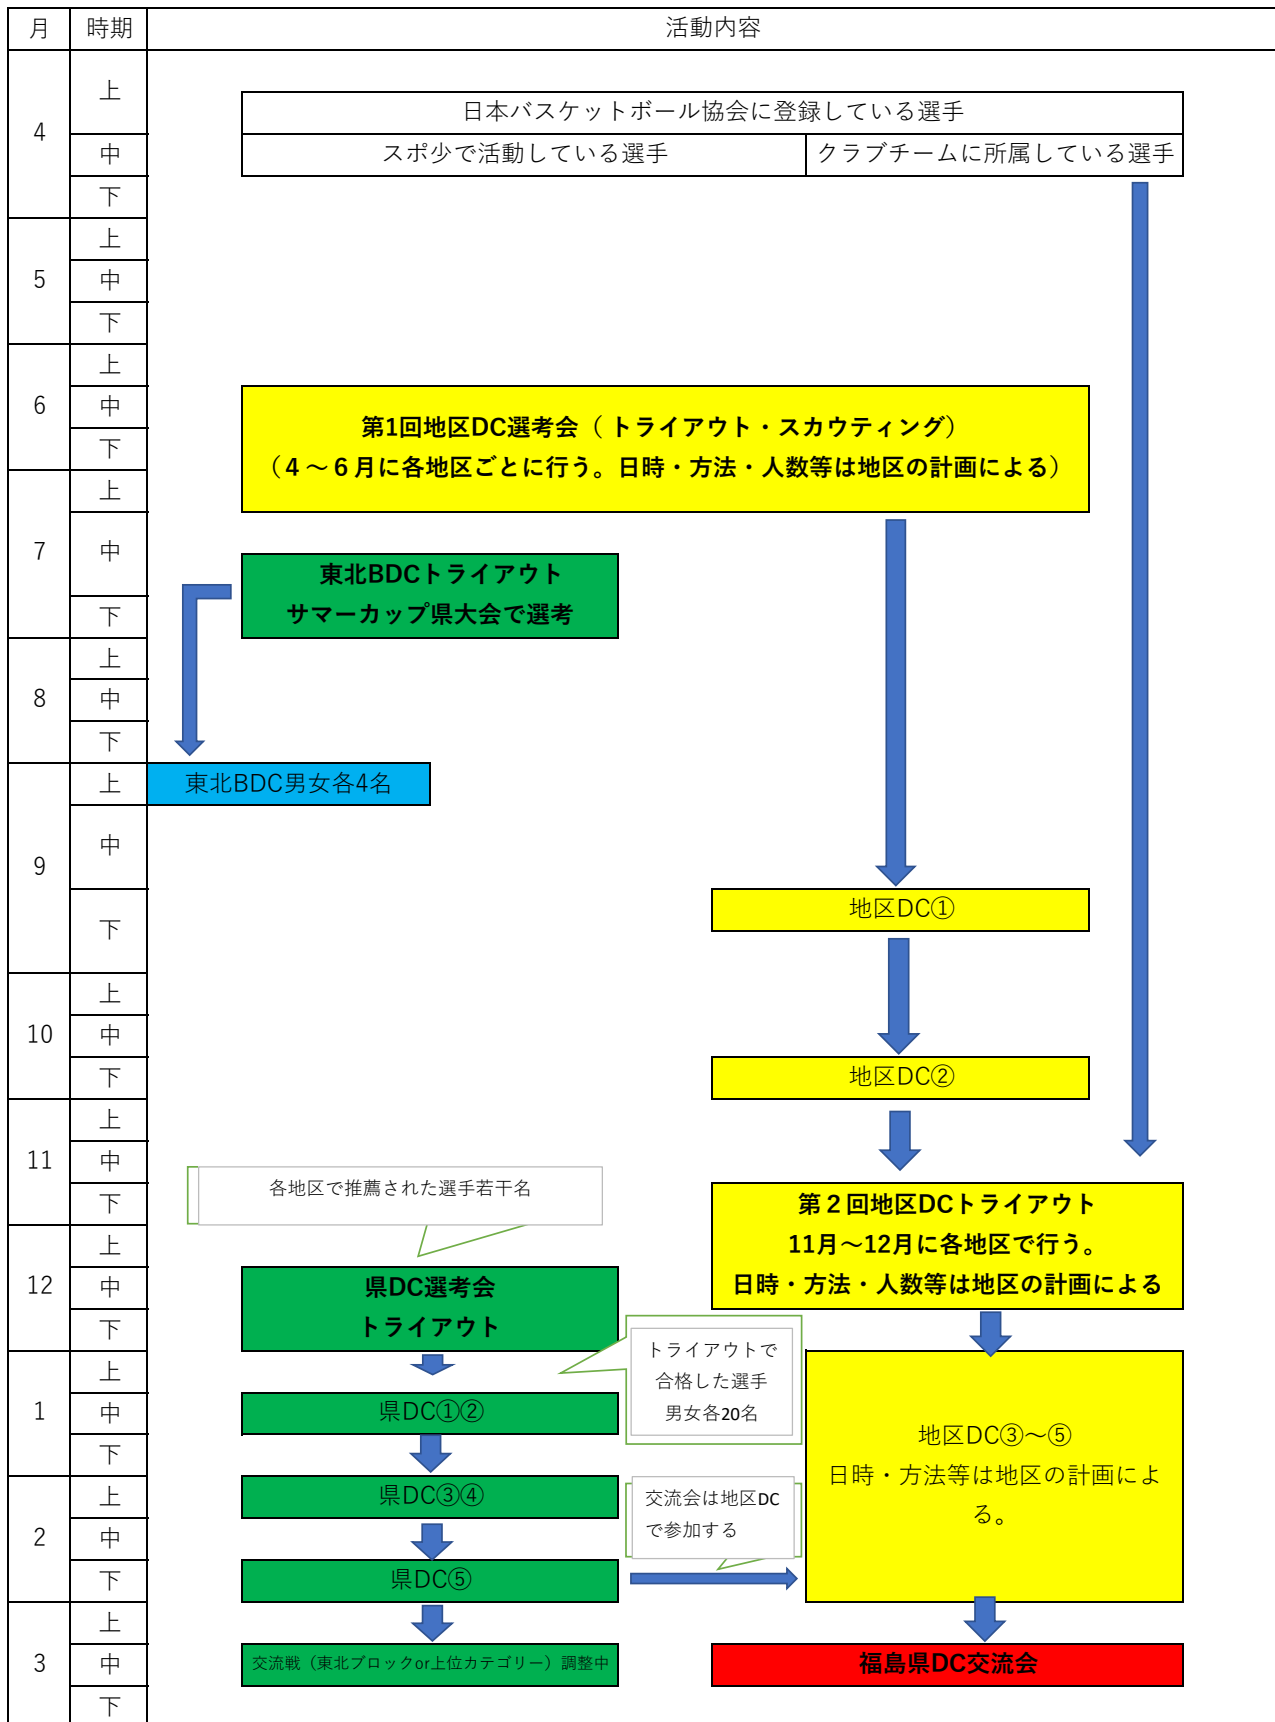 月 時期 活動内容
4
上
中
下
日本バスケットボール協会に登録している選手
スポ少で活動している選手 クラブチームに所属している選手
5
上
中
下
6
上
中
下
第1回地区DC選考会（トライアウト・スカウティング）
（４～６月に各地区ごとに行う。日時・方法・人数等は地区の計画による）
7
上
中
下
東北BDCトライアウト
サマーカップ県大会で選考
8
上
中
下
9
上
中
下
東北BDC男女各4名
地区DC①
10
上
中
下
地区DC②
11
上
中
下
各地区で推薦された選手若干名
第２回地区DCトライアウト
11月～12月に各地区で行う。
日時・方法・人数等は地区の計画による
12
上
中
下
県DC選考会
トライアウト
トライアウトで
合格した選手
男女各20名
1
上
中
下
県DC①②
地区DC③～⑤
日時・方法等は地区の計画によ
る。
2
上
中
下
県DC③④
交流会は地区DC
で参加する
県DC⑤
3
上
中
下
交流戦（東北ブロックor上位カテゴリー）調整中
福島県DC交流会